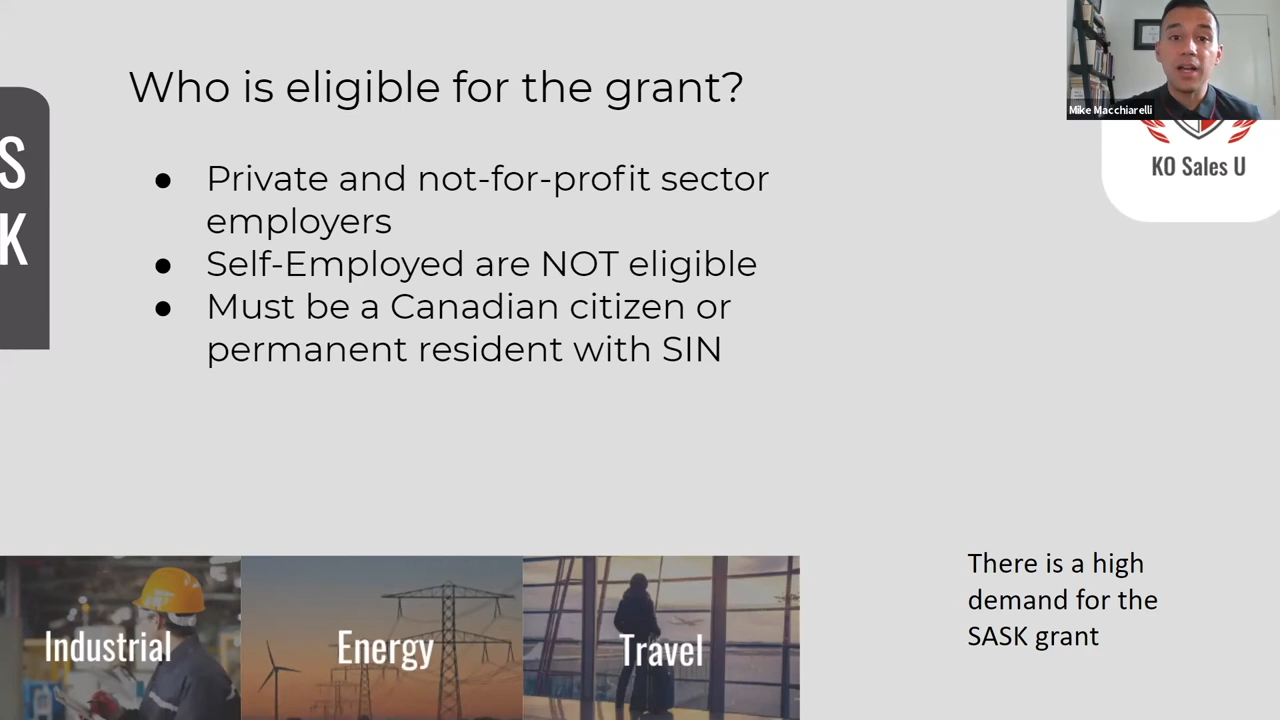 Who is eligible for the grant?
Mike Macchiarelli
S
K
KO Sales U
● Private and not-for-profit sector
employers
● Self-Employed are NOT eligible
● Must be a Canadian citizen or
permanent resident with SIN
Industrial
Energy
Travel
There is a high
demand for the
SASK grant